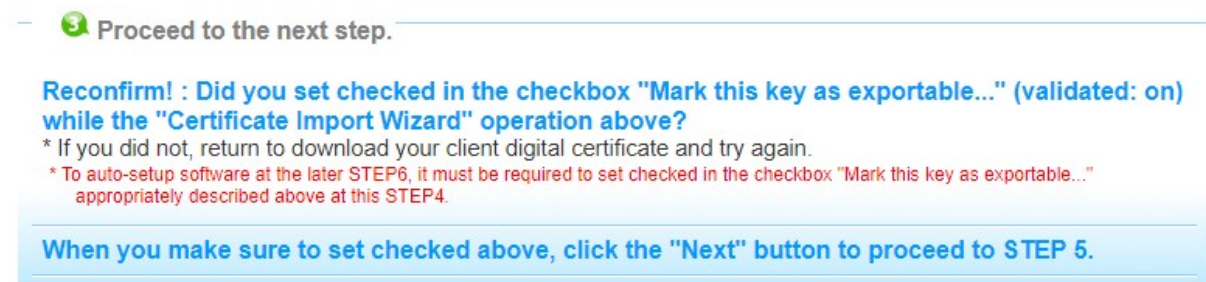 3 Proceed to the next step.
Reconfirm! : Did you set checked in the checkbox "Mark this key as exportable..." (validated: on)
while the "Certificate Import Wizard" operation above?
* If you did not, return to download your client digital certificate and try again.
* To auto-setup software at the later STEP6, it must be required to set checked in the checkbox "Mark this key as exportable..."
appropriately described above at this STEP4.
When you make sure to set checked above, click the "Next" button to proceed to STEP 5.